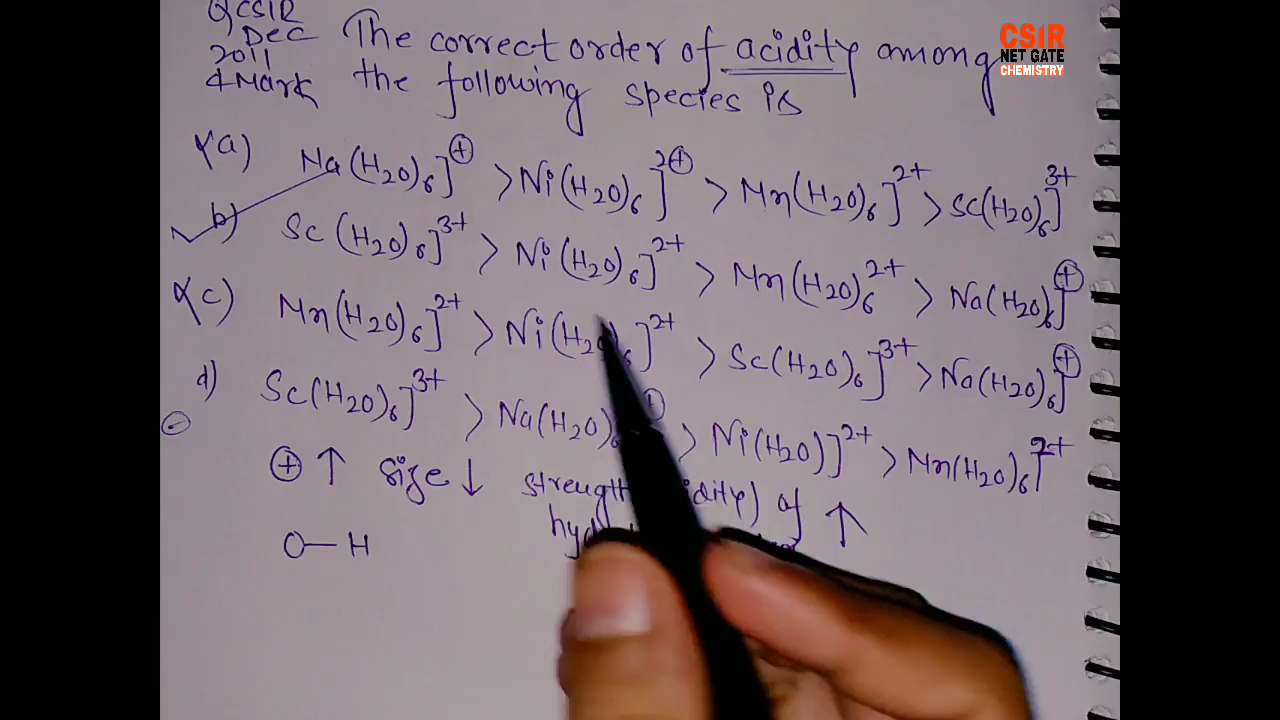 Q) CSIR
Dec
2011
4 Mark
The correct order of acidity among
the following species is
CSIR
NET GATE
CHEMISTRY
(a) Na(H2O)6]+ > Ni(H2O)6]2+ > Mn(H2O)6]2+ > Sc(H2O)6]3+
b) Sc(H2O)6]3+ > Ni(H2O)6]2+ > Mn(H2O)6 2+ > Na(H2O)6]+
(c) Mn(H2O)6]2+ > Ni(H2O)6]2+ > Sc(H2O)6]3+ > Na(H2O)6]+
d) Sc(H2O)6]3+ > Na(H2O)6 + > Ni(H2O)]2+ > Mn(H2O)6]2+
+ ↑ size ↓ strength of ↑
O—H